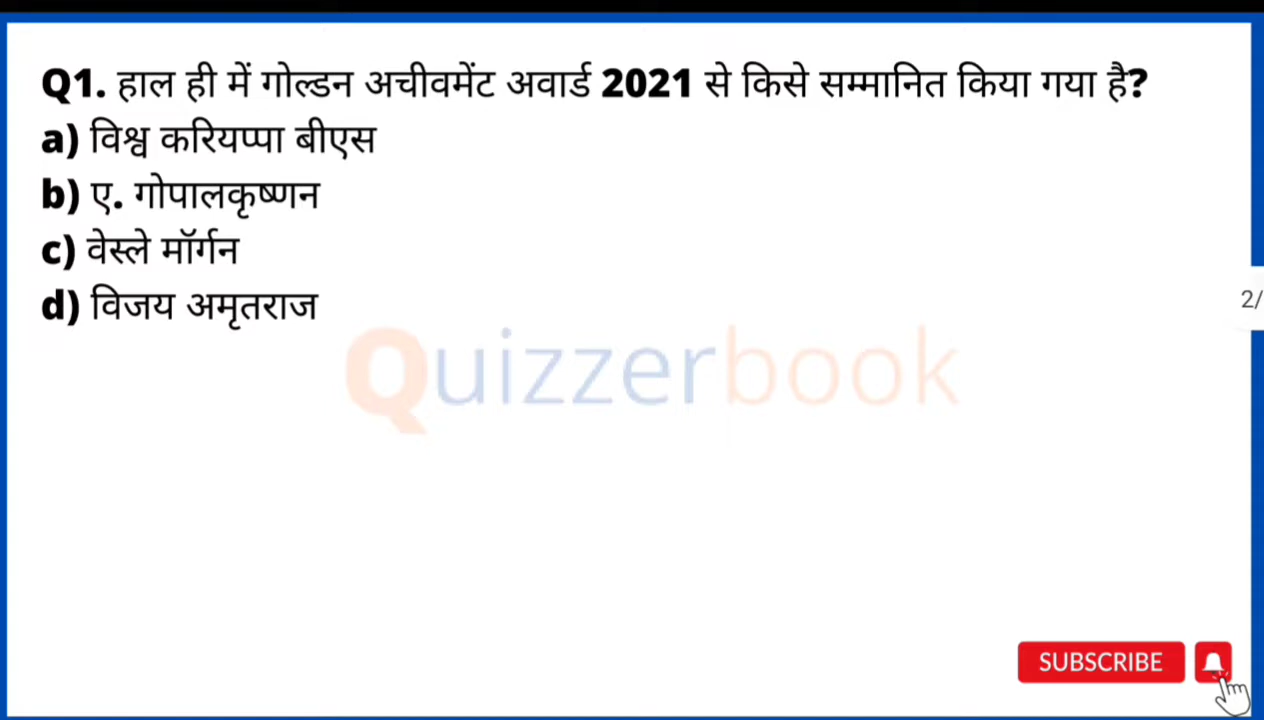 Q1. हाल ही में गोल्डन अचीवमेंट अवार्ड 2021 से किसे सम्मानित किया गया है?
a) विश्व करियप्पा बीएस
b) ए. गोपालकृष्णन
c) वेस्ले मॉर्गन
d) विजय अमृतराज
2/
Quizzerbook
SUBSCRIBE